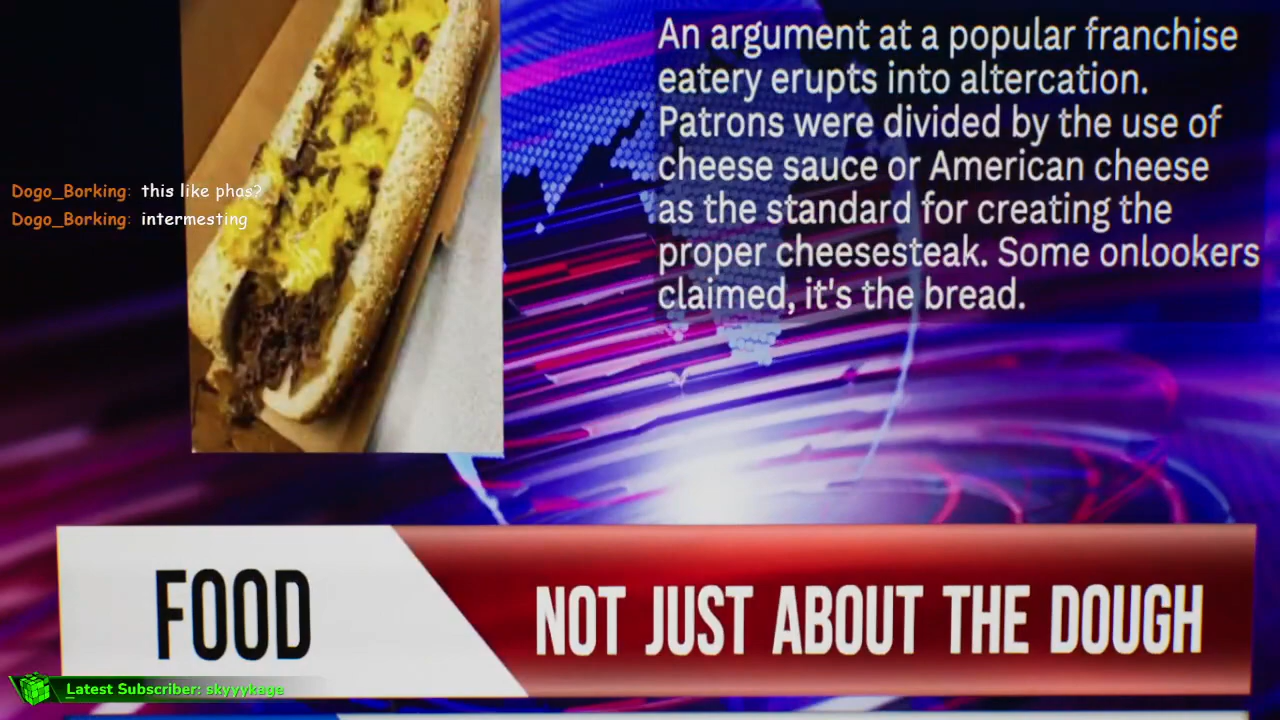 An argument at a popular franchise
eatery erupts into altercation.
Patrons were divided by the use of
cheese sauce or American cheese
as the standard for creating the
proper cheesesteak. Some onlookers
claimed, it's the bread.
Dogo_Borking: this like phas?
Dogo_Borking: intermesting
FOOD
NOT JUST ABOUT THE DOUGH
Latest Subscriber: skyyykage